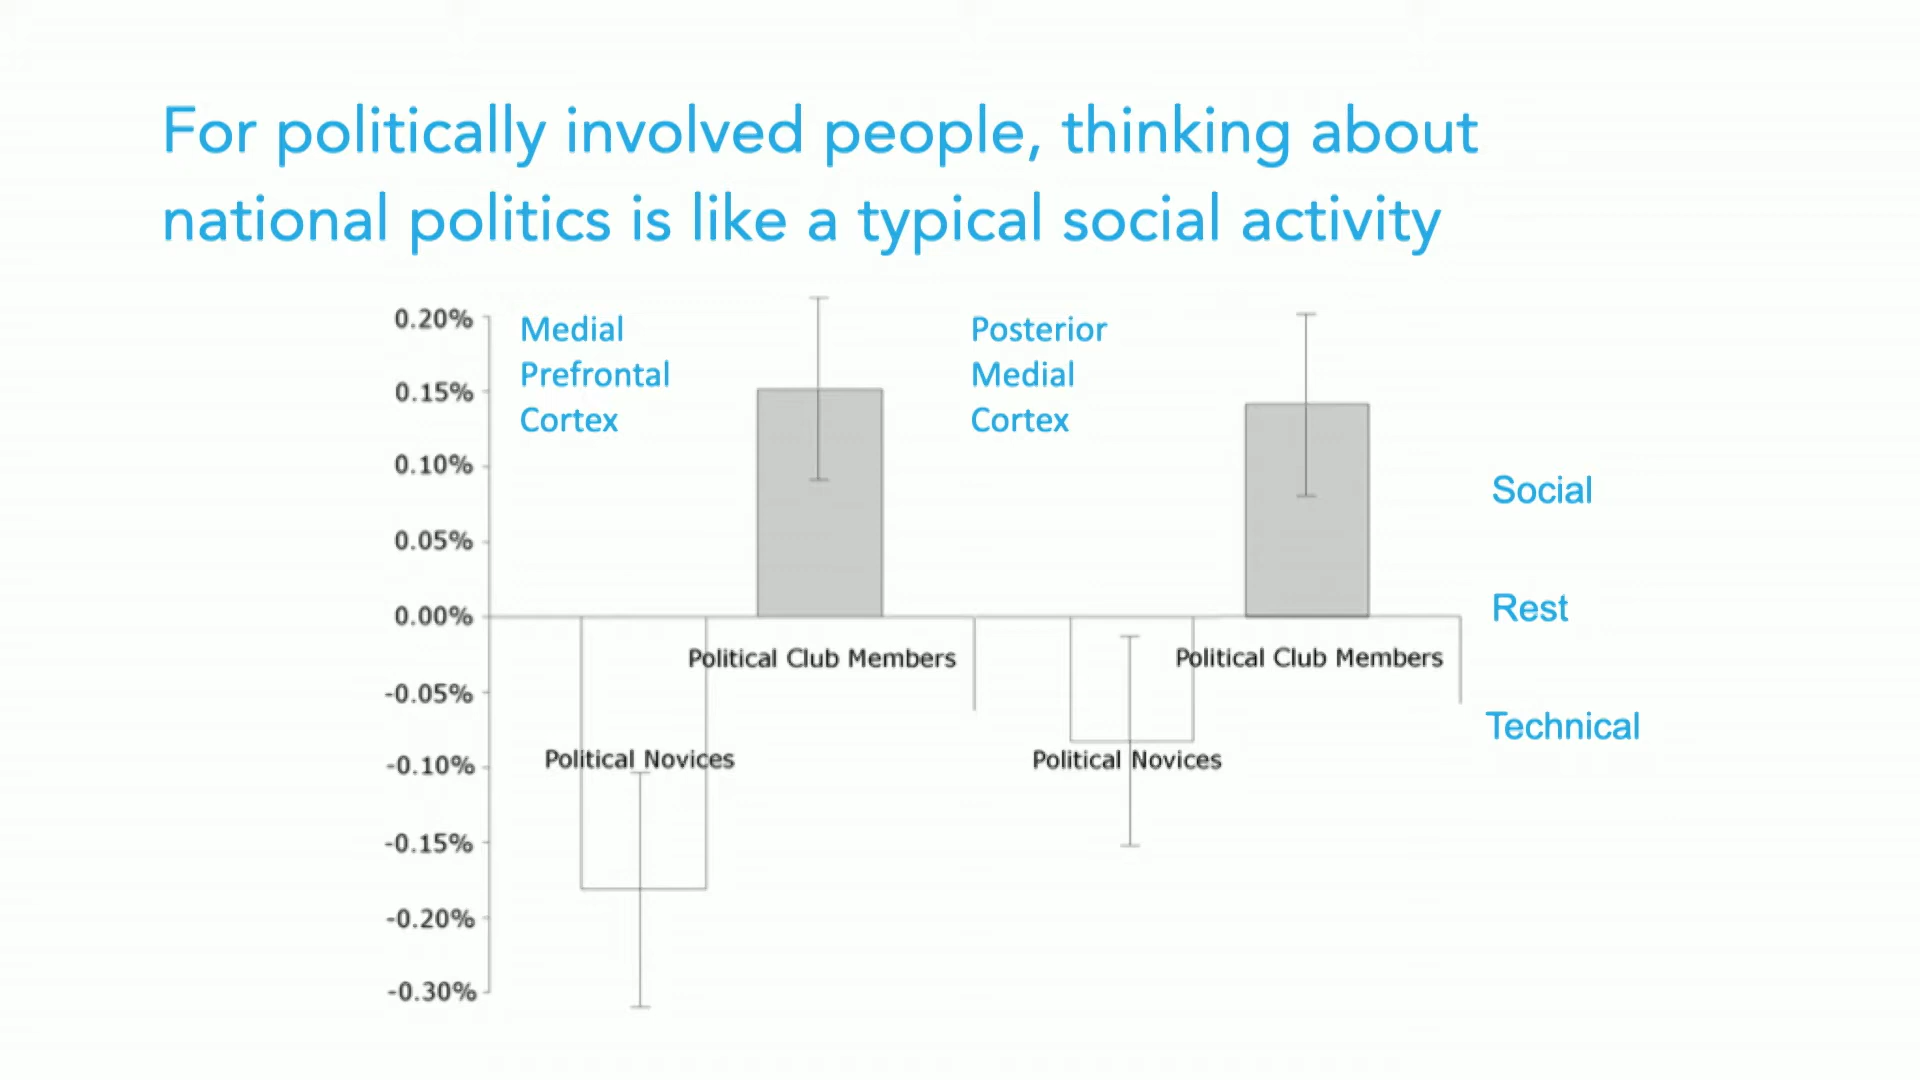 For politically involved people, thinking about
national politics is like a typical social activity
0.20%
0.15%
0.10%
0.05%
0.00%
-0.05%
-0.10%
-0.15%
-0.20%
-0.30%
Medial
Prefrontal
Cortex
Political Club Members
Political Novices
Posterior
Medial
Cortex
Political Club Members
Political Novices
Social
Rest
Technical